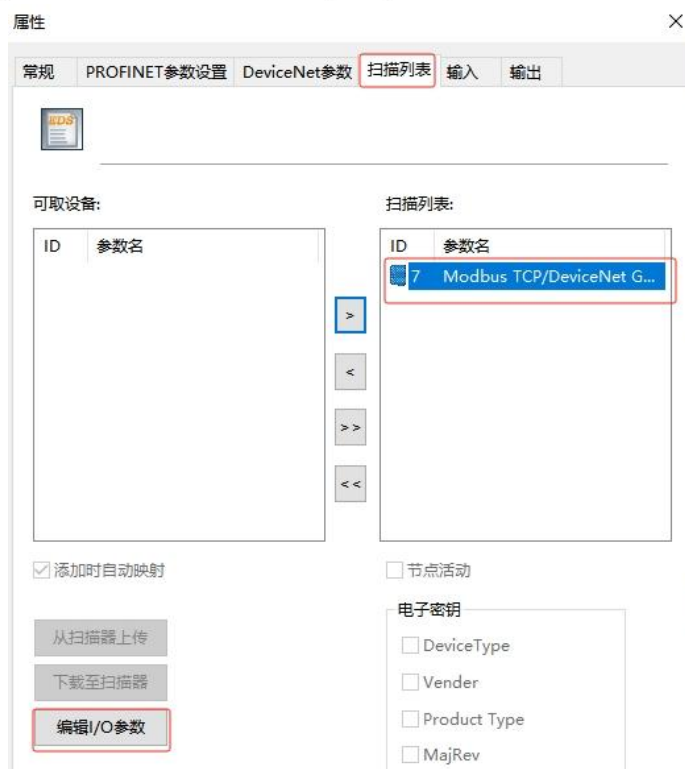 属性
常规 PROFINET参数设置 DeviceNet参数 扫描列表 输入 输出
EDS
可取设备: 扫描列表:
ID 参数名 ID 参数名
7 Modbus TCP/DeviceNet G...
>
<
>>
<<
添加时自动映射 节点活动
电子密钥
从扫描器上传 DeviceType
下载至扫描器 Vender
编辑I/O参数 Product Type
MajRev